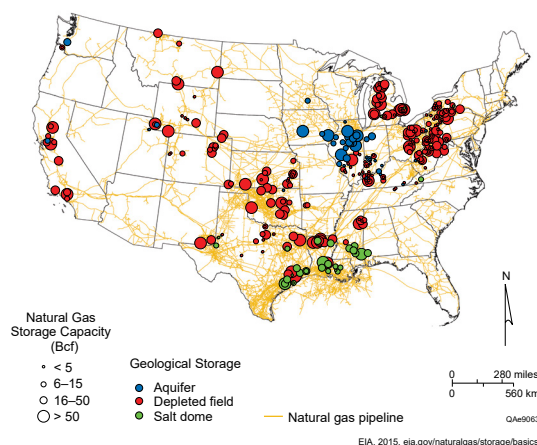 N
Natural Gas
Storage Capacity
(Bcf)
< 5
6–15
16–50
> 50
Geological Storage
Aquifer
Depleted field
Salt dome
Natural gas pipeline
0 280 miles
0 560 km
QAe9063
EIA, 2015, eia.gov/naturalgas/storage/basics